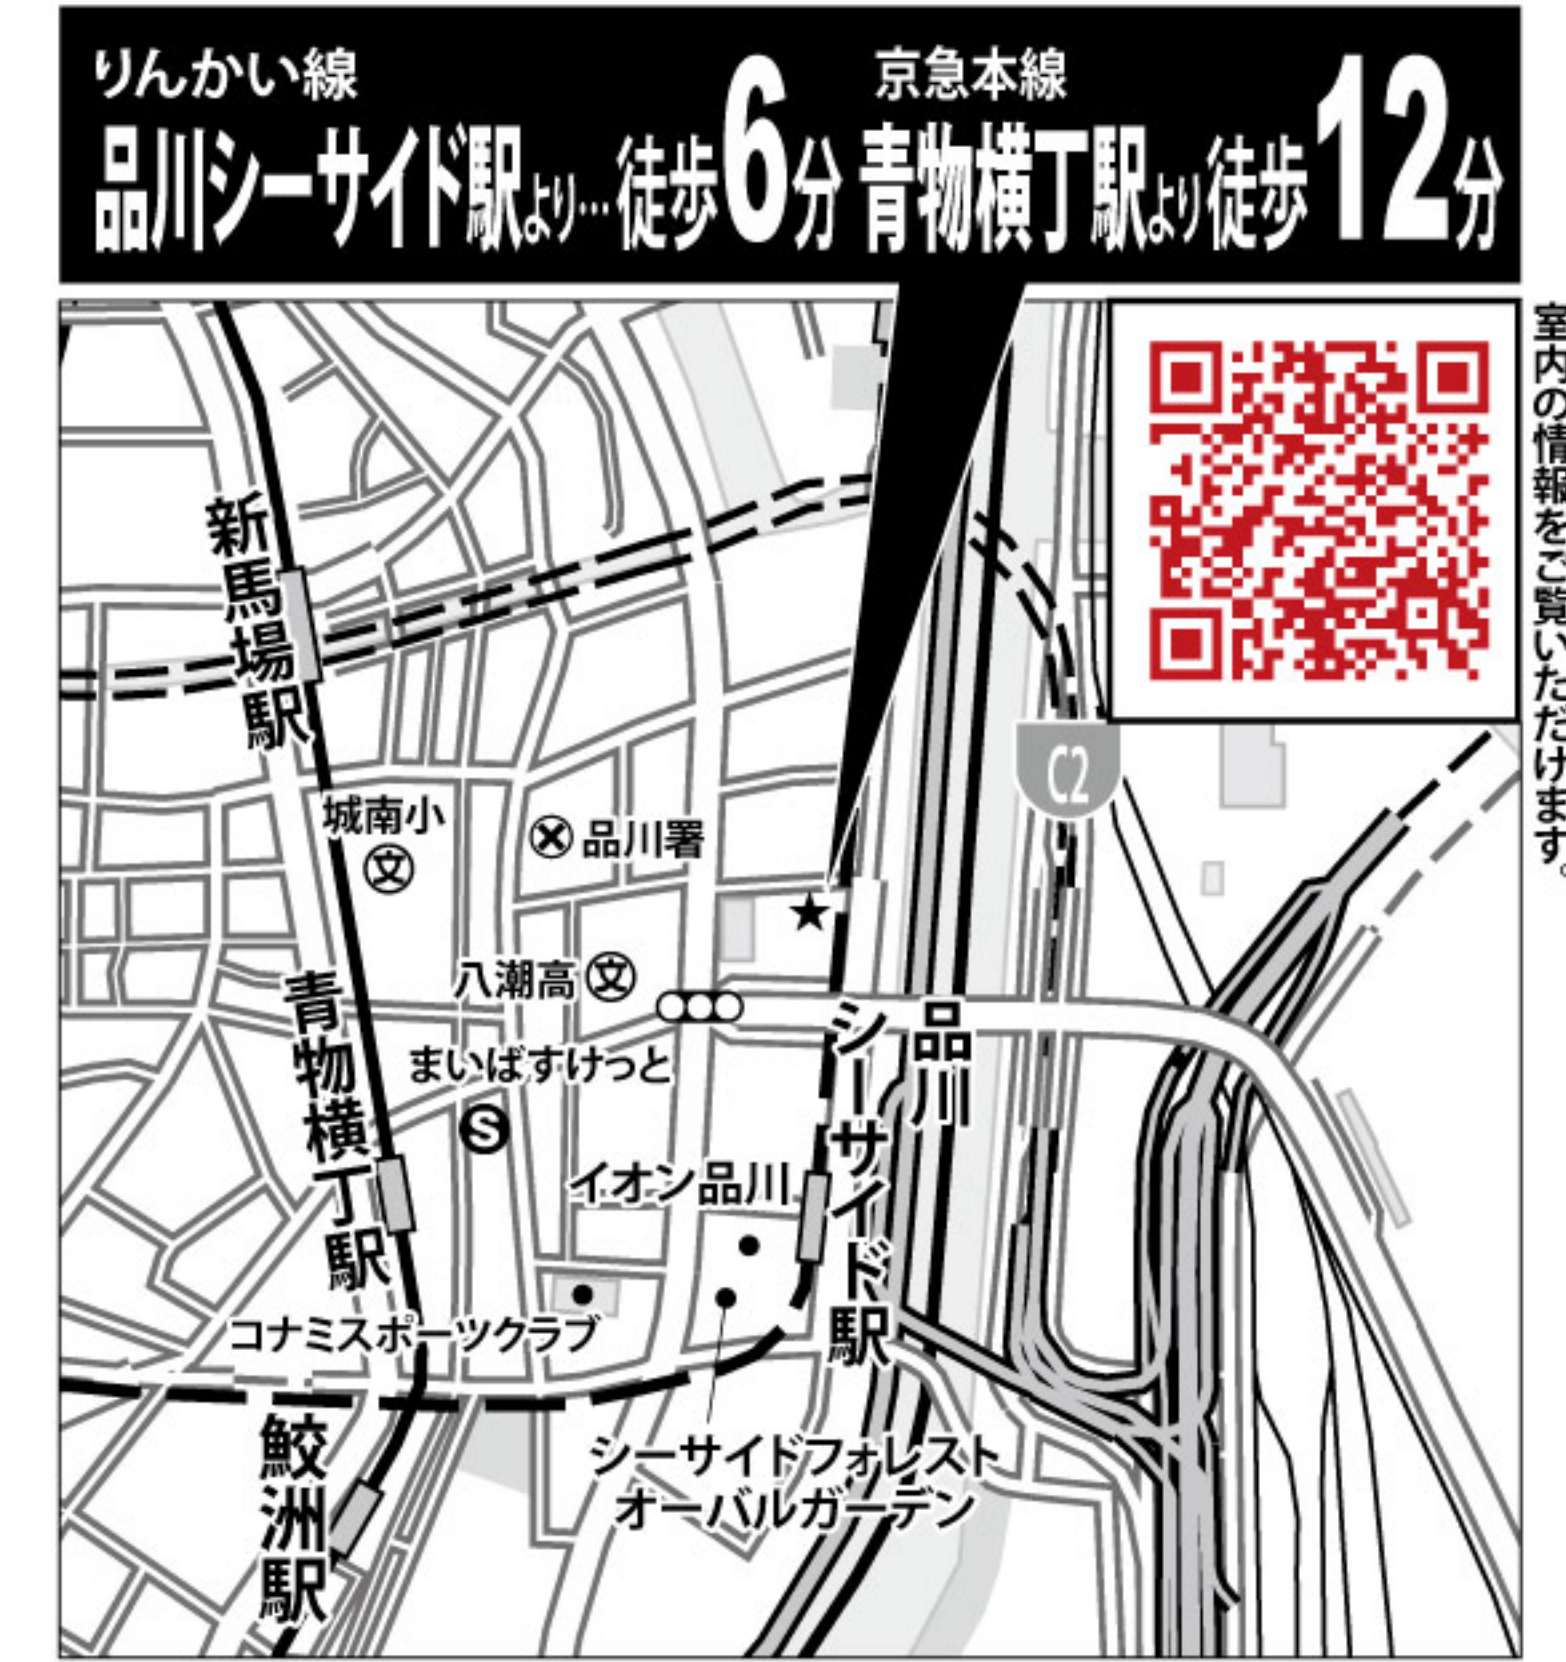 りんかい線
品川シーサイド駅より…徒歩6分
京急本線
青物横丁駅より徒歩12分
室内の情報をご覧いただけます。
新馬場駅
C2
城南小
文
品川署
★
八潮高
文
青物横丁駅
まいばすけっと
S
品川
シーサイド駅
イオン品川
コナミスポーツクラブ
鮫洲駅
シーサイドフォレスト
オーバルガーデン